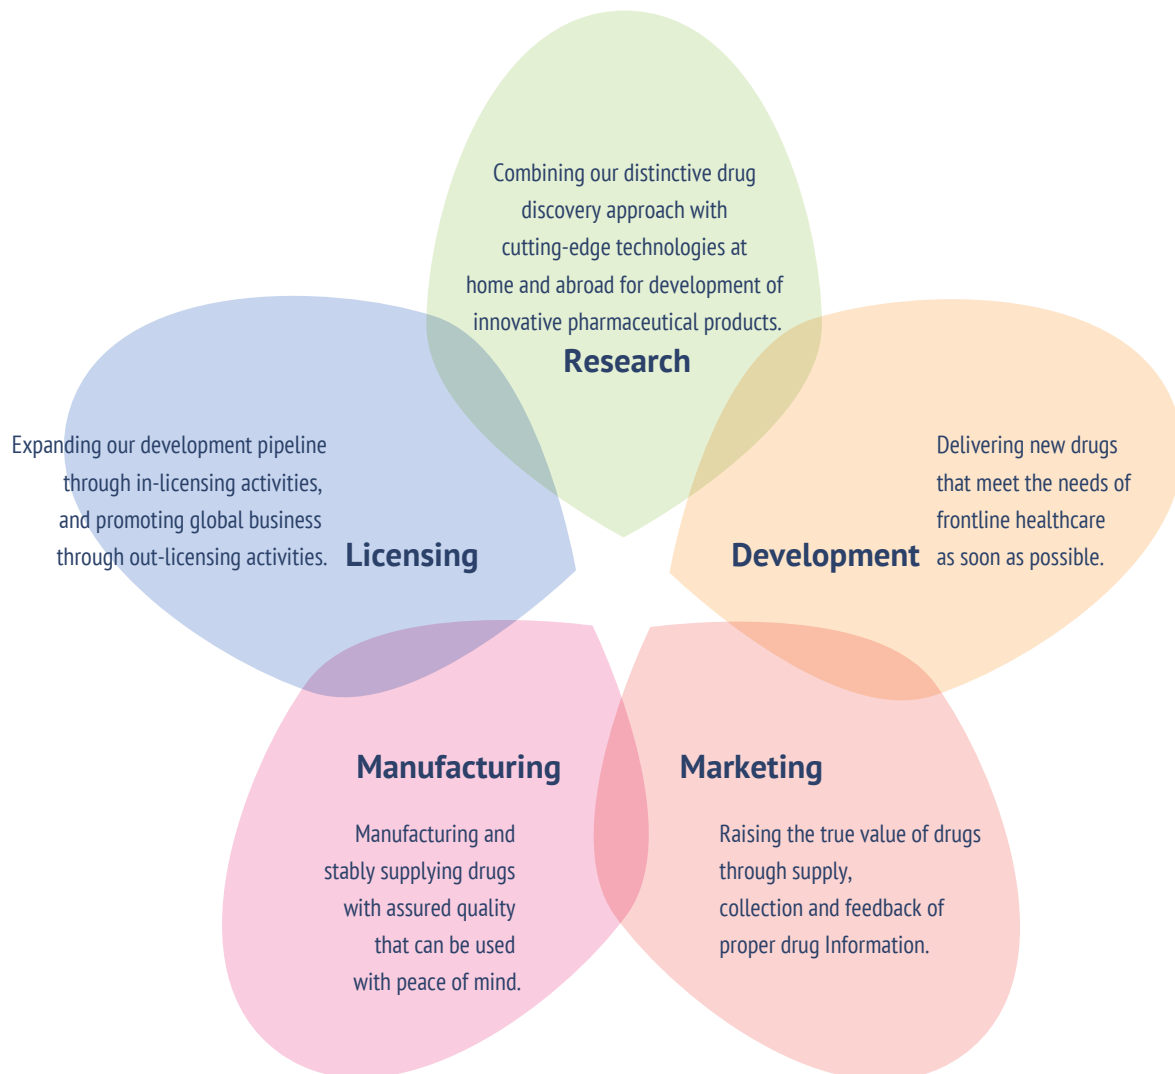 Combining our distinctive drug
discovery approach with
cutting-edge technologies at
home and abroad for development of
innovative pharmaceutical products.
Research
Expanding our development pipeline
through in-licensing activities,
and promoting global business
through out-licensing activities.
Licensing
Development
Delivering new drugs
that meet the needs of
frontline healthcare
as soon as possible.
Manufacturing
Manufacturing and
stably supplying drugs
with assured quality
that can be used
with peace of mind.
Marketing
Raising the true value of drugs
through supply,
collection and feedback of
proper drug Information.